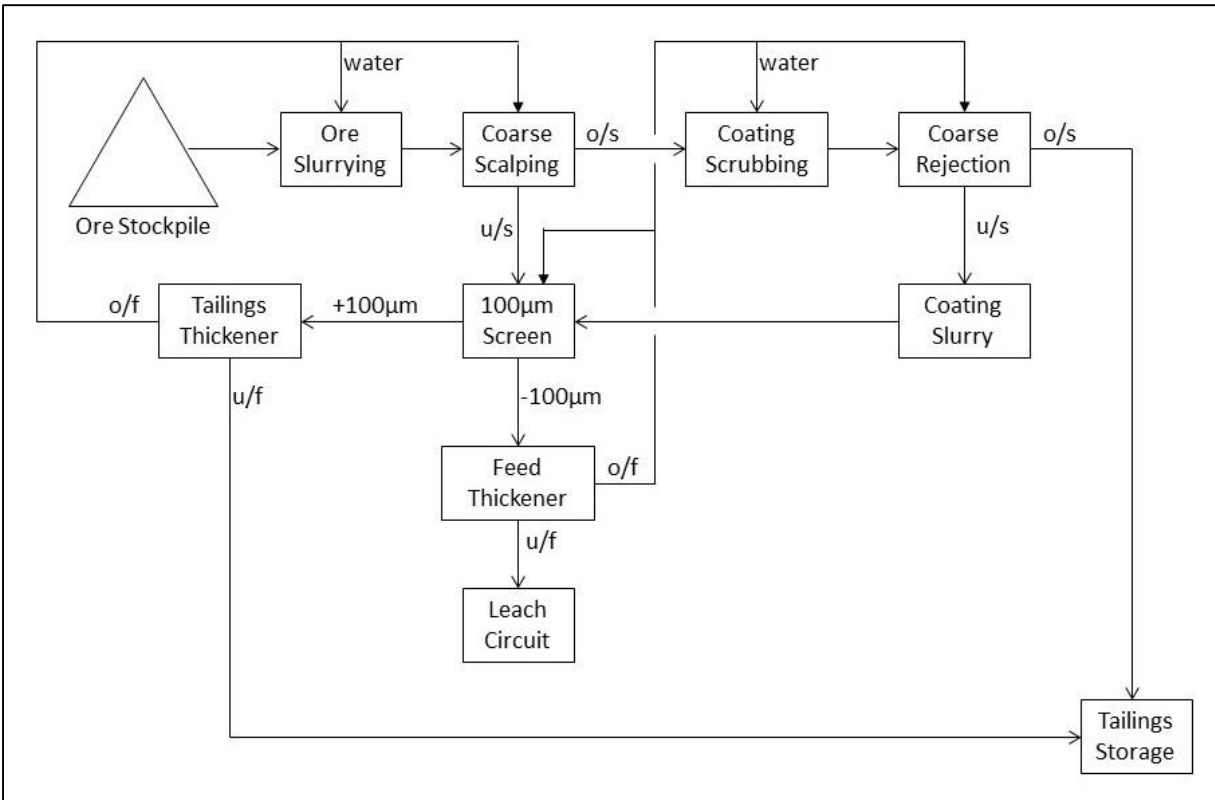 water
water
Ore
Slurrying
Coarse
Scalping
o/s
Coating
Scrubbing
Coarse
Rejection
o/s
Ore Stockpile
u/s
u/s
o/f
Tailings
Thickener
+100µm
100µm
Screen
Coating
Slurry
u/f
-100µm
Feed
Thickener
o/f
u/f
Leach
Circuit
Tailings
Storage